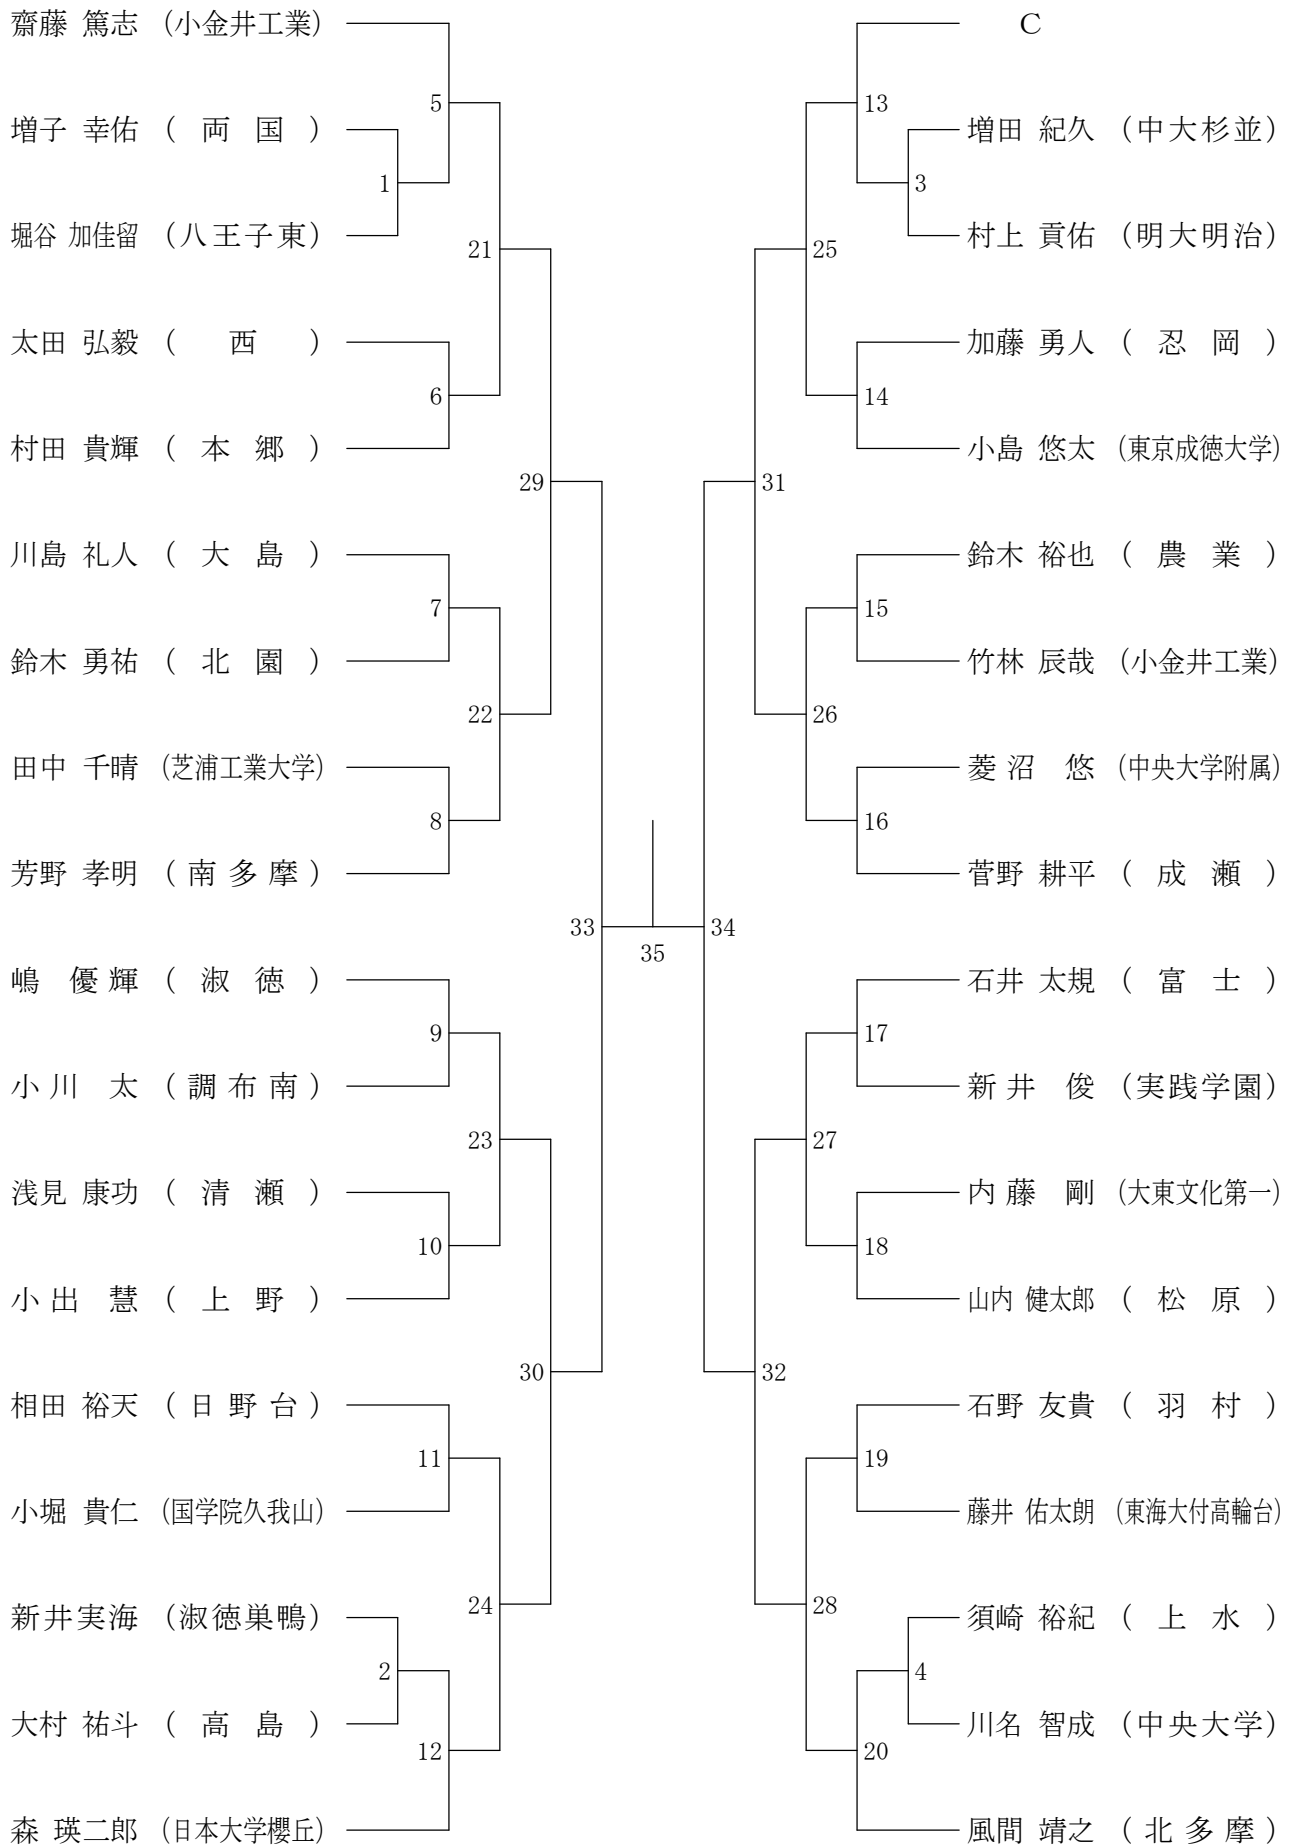 齋藤 篤志 (小金井工業)
増子 幸佑 ( 両 国 )
堀谷 加佳留 (八王子東)
太田 弘毅 ( 西 )
村田 貴輝 ( 本 郷 )
川島 礼人 ( 大 島 )
鈴木 勇祐 ( 北 園 )
田中 千晴 (芝浦工業大学)
芳野 孝明 ( 南 多 摩 )
嶋 優輝 ( 淑 徳 )
小川 太 ( 調 布 南 )
浅見 康功 ( 清 瀬 )
小出 慧 ( 上 野 )
相田 裕天 ( 日 野 台 )
小堀 貴仁 (国学院久我山)
新井実海 (淑徳巣鴨)
大村 祐斗 ( 高 島 )
森 瑛二郎 (日本大学櫻丘)
1
2
5
6
7
8
9
10
11
12
21
22
23
24
29
30
33
35
34
31
32
25
26
27
28
13
14
15
16
17
18
19
20
3
4
C
増田 紀久 (中大杉並)
村上 貢佑 (明大明治)
加藤 勇人 ( 忍 岡 )
小島 悠太 (東京成徳大学)
鈴木 裕也 ( 農 業 )
竹林 辰哉 (小金井工業)
菱沼 悠 (中央大学附属)
菅野 耕平 ( 成 瀬 )
石井 太規 ( 富 士 )
新井 俊 (実践学園)
内藤 剛 (大東文化第一)
山内 健太郎 ( 松 原 )
石野 友貴 ( 羽 村 )
藤井 佑太朗 (東海大付高輪台)
須崎 裕紀 ( 上 水 )
川名 智成 (中央大学)
風間 靖之 ( 北 多 摩 )